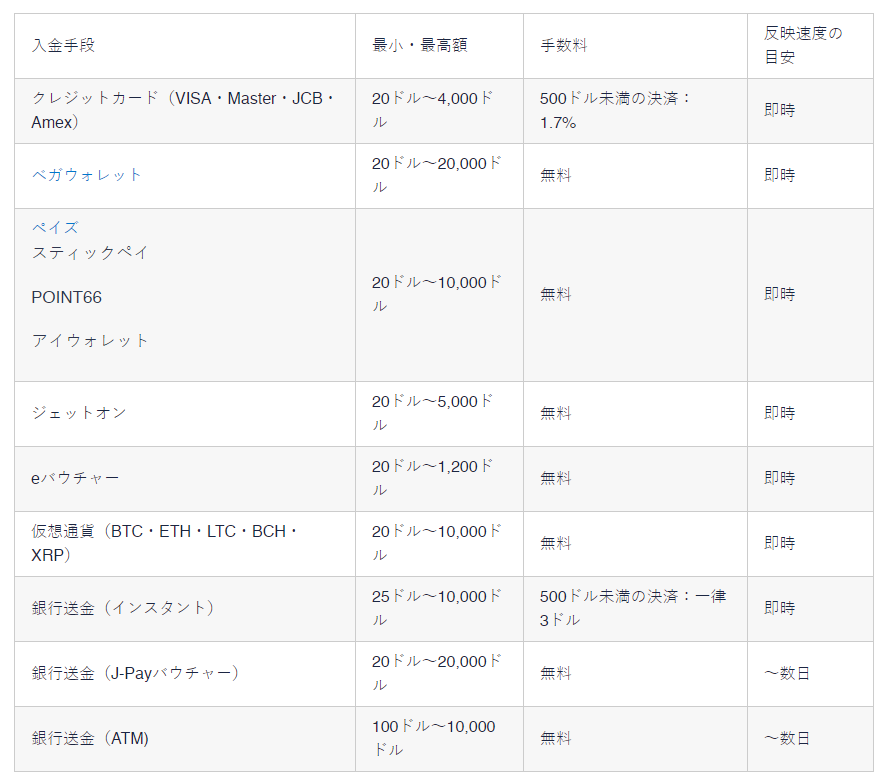 入金手段
最小・最高額
手数料
反映速度の
目安
クレジットカード（VISA・Master・JCB・
Amex）
20ドル〜4,000ド
ル
500ドル未満の決済：
1.7%
即時
ベガウォレット
20ドル〜20,000ド
ル
無料
即時
ペイズ
スティックペイ
POINT66
アイウォレット
20ドル〜10,000ド
ル
無料
即時
ジェットオン
20ドル〜5,000ド
ル
無料
即時
eバウチャー
20ドル〜1,200ド
ル
無料
即時
仮想通貨（BTC・ETH・LTC・BCH・
XRP）
20ドル〜10,000ド
ル
無料
即時
銀行送金（インスタント）
25ドル〜10,000ド
ル
500ドル未満の決済：一律
3ドル
即時
銀行送金（J-Payバウチャー）
20ドル〜20,000ド
ル
無料
〜数日
銀行送金（ATM)
100ドル〜10,000
ドル
無料
〜数日